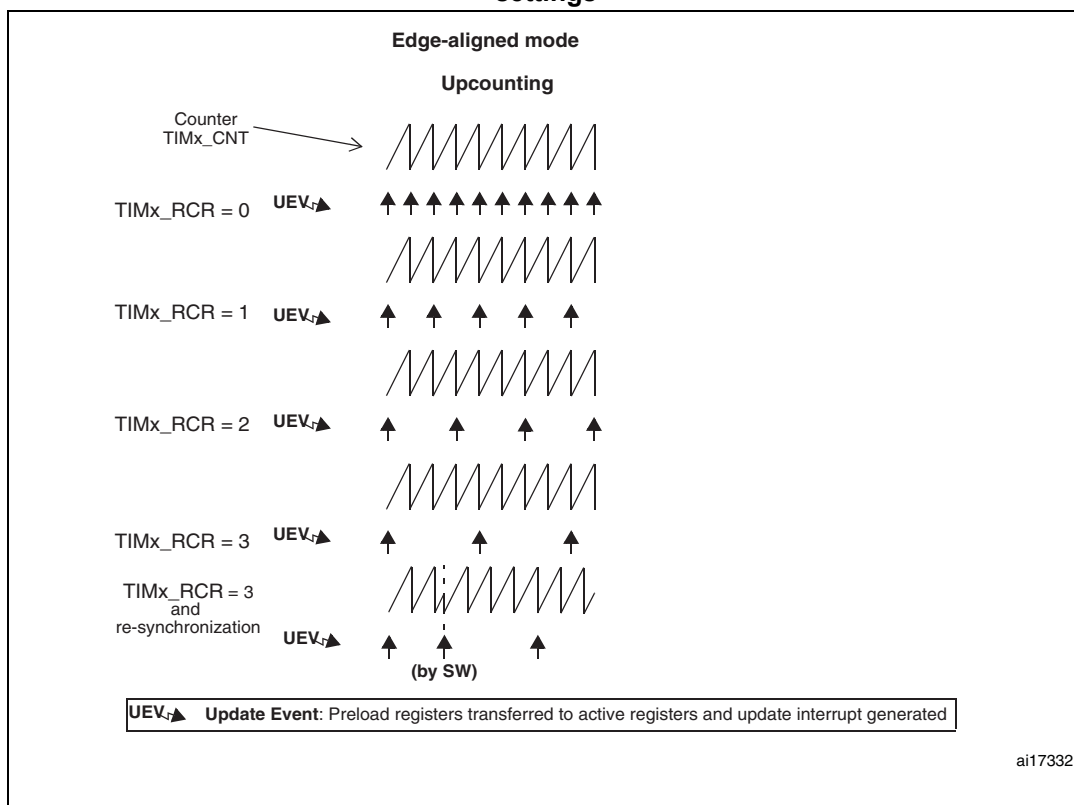 settings
Edge-aligned mode
Upcounting
Counter
TIMx_CNT
TIMx_RCR = 0 UEV
TIMx_RCR = 1 UEV
TIMx_RCR = 2 UEV
TIMx_RCR = 3 UEV
TIMx_RCR = 3
and
re-synchronization
UEV
(by SW)
UEV Update Event: Preload registers transferred to active registers and update interrupt generated
ai17332